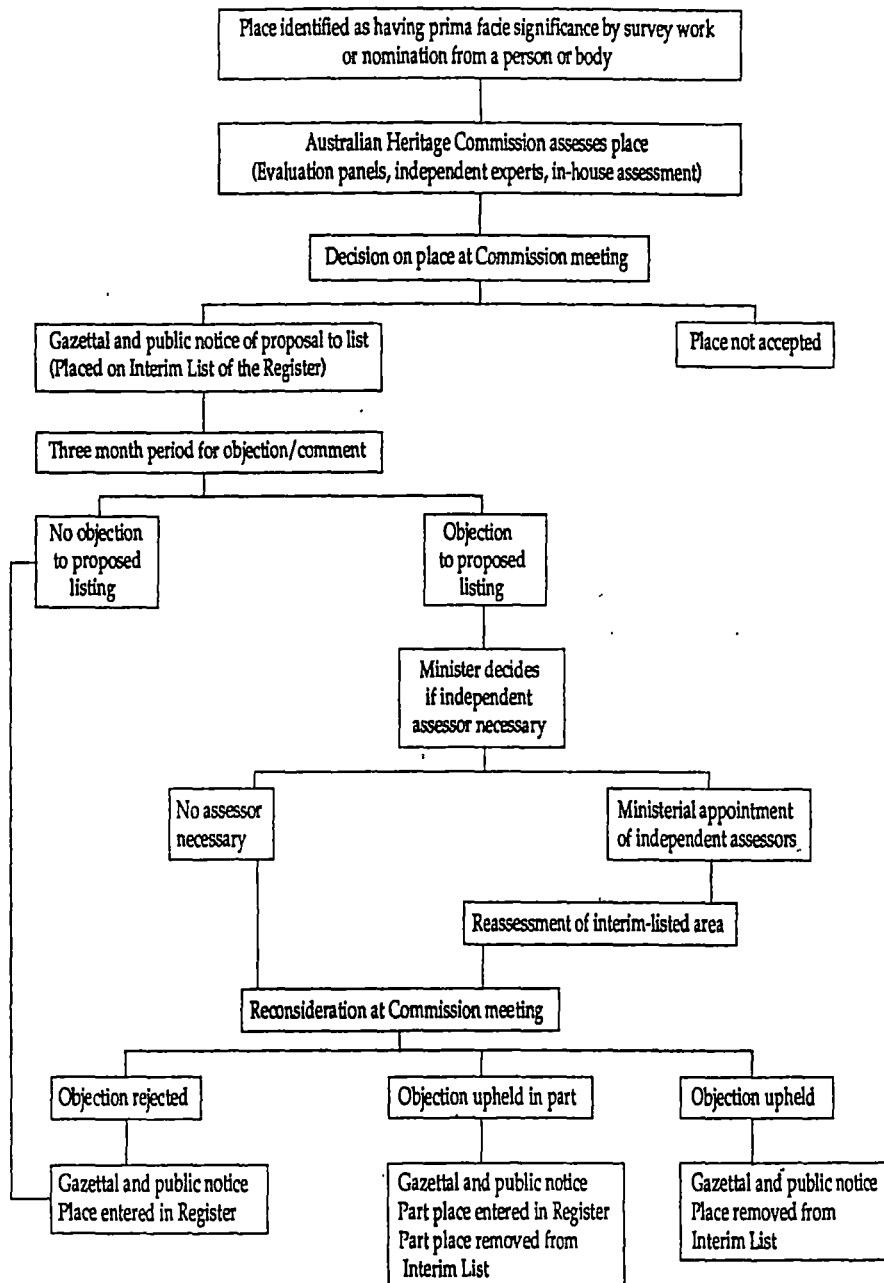 Place identified as having prima facie significance by survey work
or nomination from a person or body
Australian Heritage Commission assesses place
(Evaluation panels, independent experts, in-house assessment)
Decision on place at Commission meeting
Gazettal and public notice of proposal to list
(Placed on Interim List of the Register)
Place not accepted
Three month period for objection/comment
No objection
to proposed
listing
Objection
to proposed
listing
Minister decides
if independent
assessor necessary
No assessor
necessary
Ministerial appointment
of independent assessors
Reassessment of interim-listed area
Reconsideration at Commission meeting
Objection rejected
Objection upheld in part
Objection upheld
Gazettal and public notice
Place entered in Register
Gazettal and public notice
Part place entered in Register
Part place removed from
Interim List
Gazettal and public notice
Place removed from
Interim List